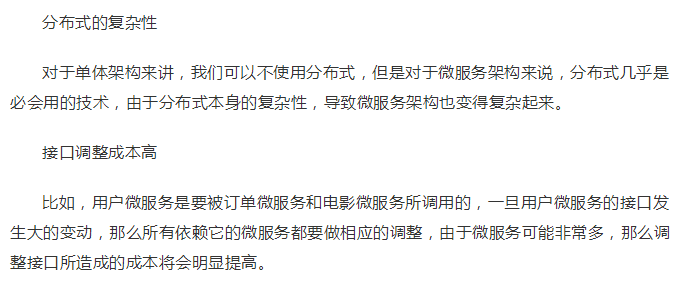 分布式的复杂性
对于单体架构来讲，我们可以不使用分布式，但是对于微服务架构来说，分布式几乎是
必会用的技术，由于分布式本身的复杂性，导致微服务架构也变得复杂起来。
接口调整成本高
比如，用户微服务是要被订单微服务和电影微服务所调用的，一旦用户微服务的接口发
生大的变动，那么所有依赖它的微服务都要做相应的调整，由于微服务可能非常多，那么调
整接口所造成的成本将会明显提高。